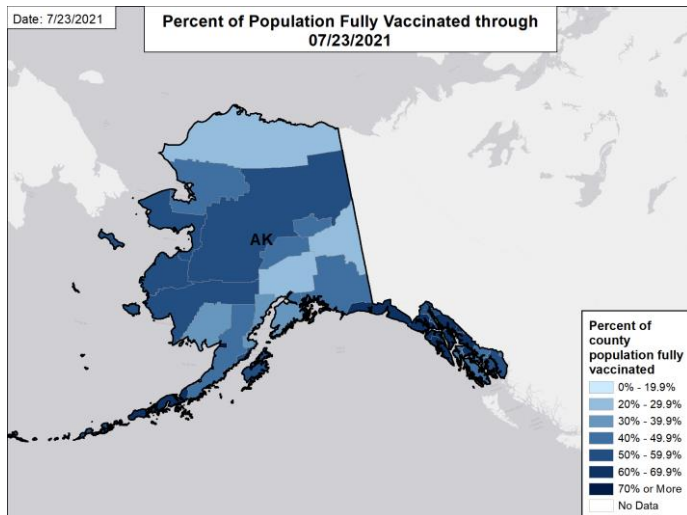 Date: 7/23/2021
Percent of Population Fully Vaccinated through
07/23/2021
AK
Percent of
county
population fully
vaccinated
0% - 19.9%
20% - 29.9%
30% - 39.9%
40% - 49.9%
50% - 59.9%
60% - 69.9%
70% or More
No Data